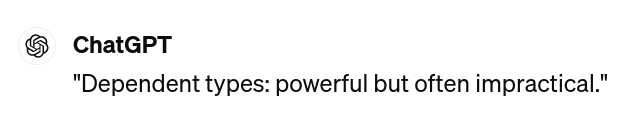 ChatGPT
"Dependent types: powerful but often impractical."